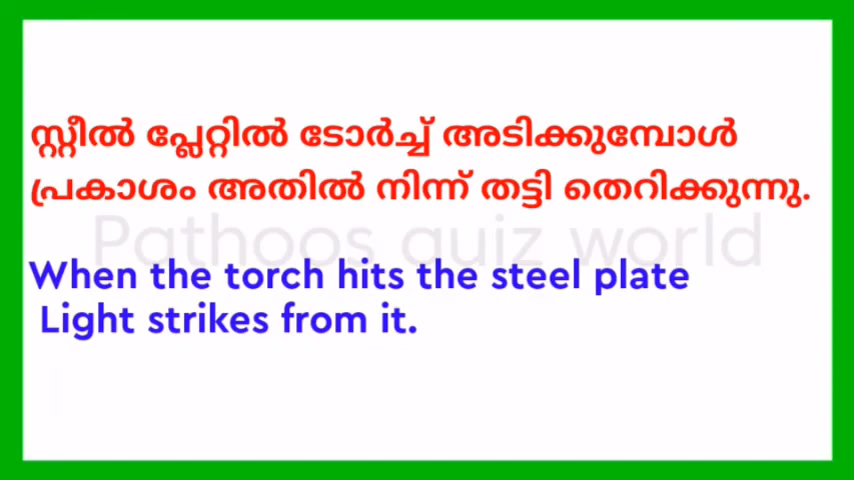 സ്റ്റീൽ പ്ലേറ്റിൽ ടോർച്ച് അടിക്കുമ്പോൾ
പ്രകാശം അതിൽ നിന്ന് തട്ടി തെറിക്കുന്നു.
Pathoos quiz world
When the torch hits the steel plate
Light strikes from it.